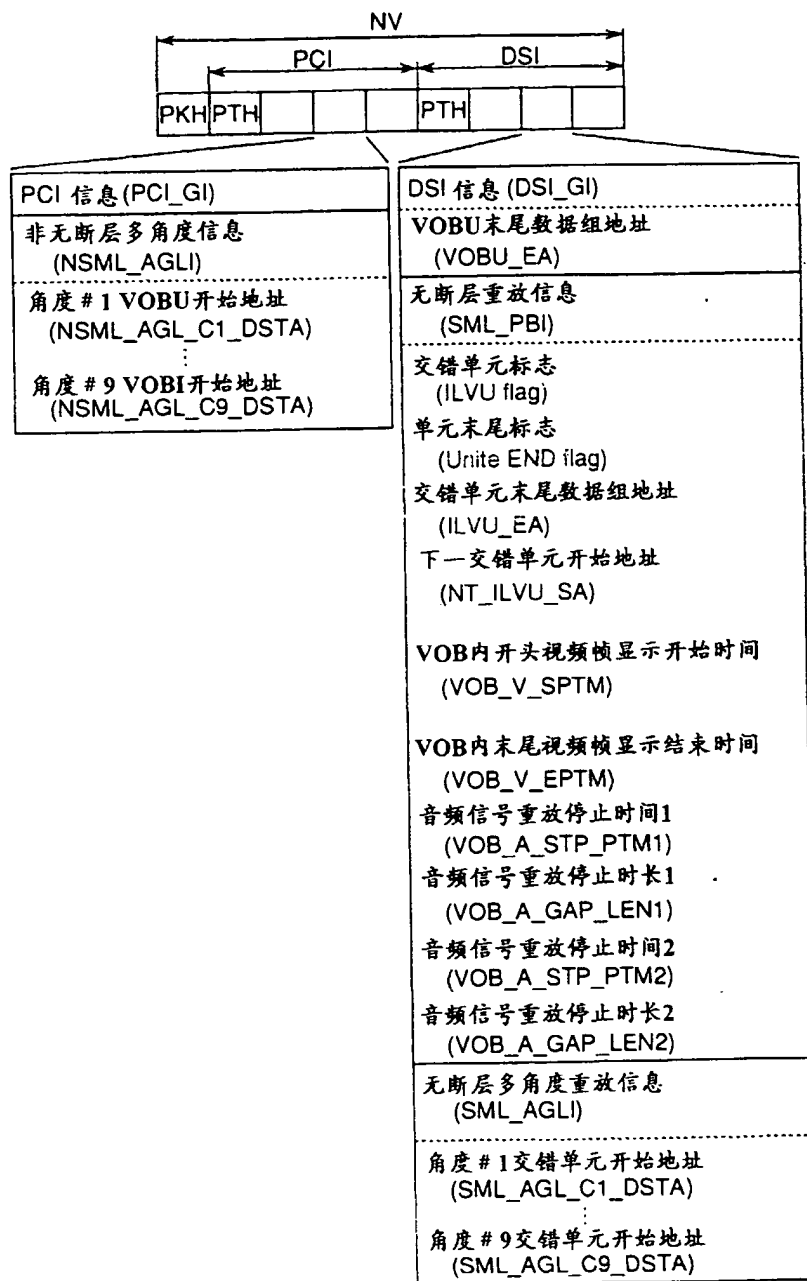 NV
PCI DSI
PKH PTH PTH
PCI 信息(PCI_GI)
非无断层多角度信息
(NSML_AGLI)
角度 # 1 VOBU开始地址
(NSML_AGL_C1_DSTA)
角度 # 9 VOBI开始地址
(NSML_AGL_C9_DSTA)
DSI 信息 (DSI_GI)
VOBU末尾数据组地址
(VOBU_EA)
无断层重放信息
(SML_PBI)
交错单元标志
(ILVU flag)
单元末尾标志
(Unite END flag)
交错单元末尾数据组地址
(ILVU_EA)
下一交错单元开始地址
(NT_ILVU_SA)
VOB内开头视频帧显示开始时间
(VOB_V_SPTM)
VOB内末尾视频帧显示结束时间
(VOB_V_EPTM)
音频信号重放停止时间1
(VOB_A_STP_PTM1)
音频信号重放停止时长1
(VOB_A_GAP_LEN1)
音频信号重放停止时间2
(VOB_A_STP_PTM2)
音频信号重放停止时长2
(VOB_A_GAP_LEN2)
无断层多角度重放信息
(SML_AGLI)
角度 # 1交错单元开始地址
(SML_AGL_C1_DSTA)
角度 # 9交错单元开始地址
(SML_AGL_C9_DSTA)